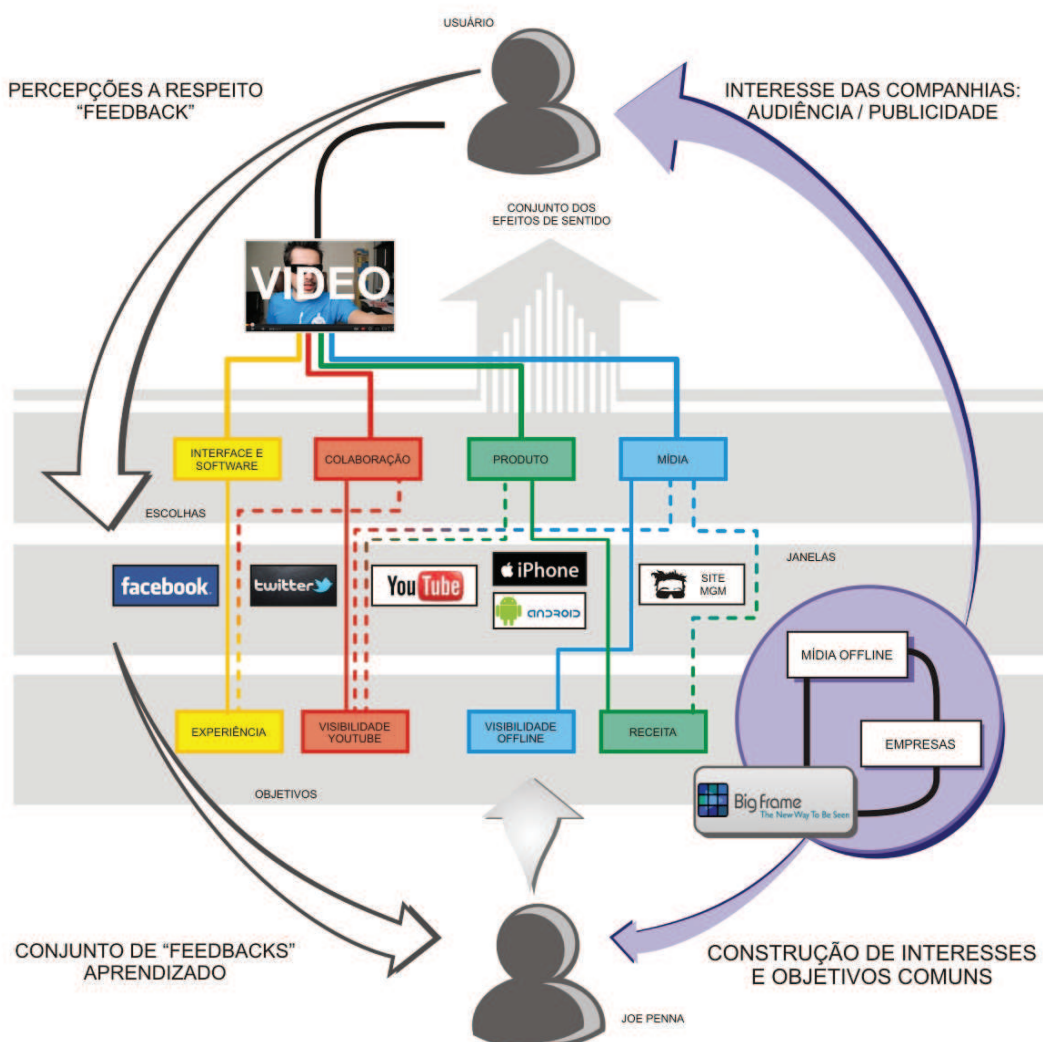 USUÁRIO
PERCEPÇÕES A RESPEITO
“FEEDBACK”
INTERESSE DAS COMPANHIAS:
AUDIÊNCIA / PUBLICIDADE
CONJUNTO DOS
EFEITOS DE SENTIDO
VIDEO
INTERFACE E
SOFTWARE
COLABORAÇÃO
PRODUTO
MÍDIA
ESCOLHAS
JANELAS
facebook
twitter
YouTube
iPhone
ANDROID
SITE
MGM
MÍDIA OFFLINE
EMPRESAS
EXPERIÊNCIA
VISIBILIDADE
YOUTUBE
VISIBILIDADE
OFFLINE
RECEITA
OBJETIVOS
Big Frame
The New Way To Be Seen
CONJUNTO DE “FEEDBACKS”
APRENDIZADO
CONSTRUÇÃO DE INTERESSES
E OBJETIVOS COMUNS
JOE PENNA